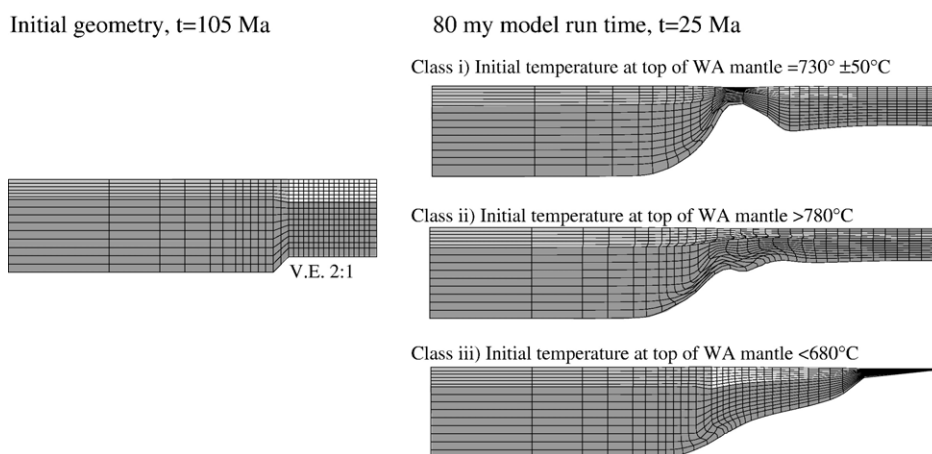 Initial geometry, t=105 Ma
80 my model run time, t=25 Ma
Class i) Initial temperature at top of WA mantle =730° ±50°C
Class ii) Initial temperature at top of WA mantle >780°C
V.E. 2:1
Class iii) Initial temperature at top of WA mantle <680°C